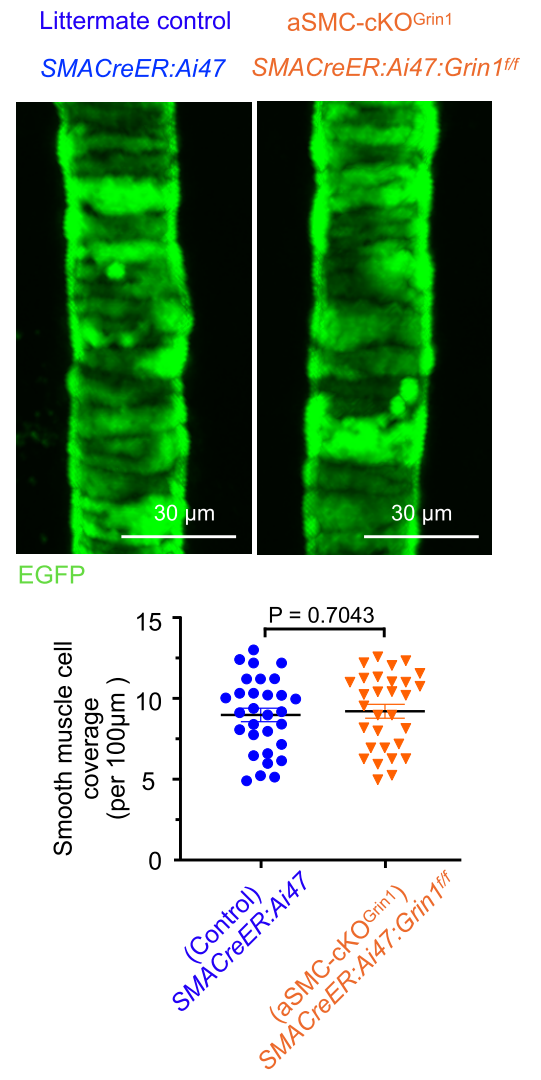 Littermate control
aSMC-cKOGrin1
SMACreER:Ai47
SMACreER:Ai47:Grin1f/f
30 μm
30 μm
EGFP
P = 0.7043
15
10
5
0
Smooth muscle cell
coverage
(per 100μm )
(Control)
SMACreER:Ai47
(aSMC-cKOGrin1)
SMACreER:Ai47:Grin1f/f